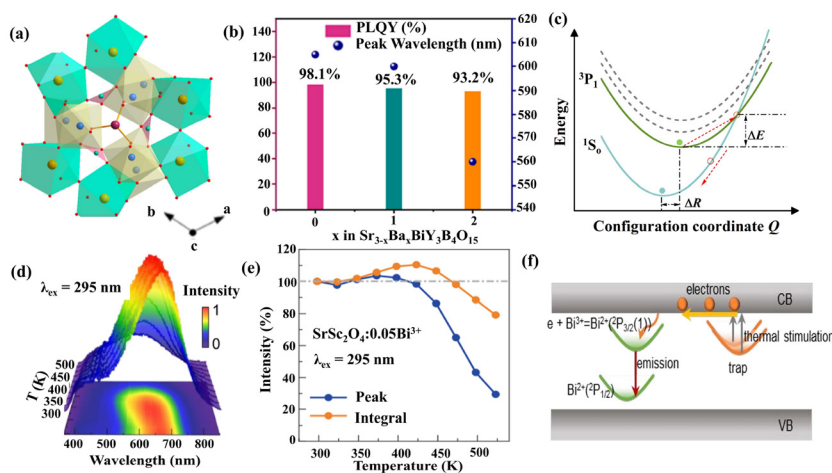 (a)
b
a
c
(b)
PLQY (%)
Peak Wavelength (nm)
98.1%
95.3%
93.2%
140
120
100
80
60
40
20
0
620
610
600
590
580
570
560
550
540
0
1
2
x in Sr₃₋ₓBaₓBiY₃B₄O₁₅
(c)
Energy
³P₁
¹S₀
ΔE
ΔR
Configuration coordinate Q
(d)
λex = 295 nm
Intensity
1
0
T (K)
500
450
400
350
300
400
500
600
700
800
Wavelength (nm)
(e)
Intensity (%)
120
110
100
80
60
40
20
0
SrSc₂O₄:0.05Bi³⁺
λex = 295 nm
Peak
Integral
300
350
400
450
500
Temperature (K)
(f)
electrons
CB
e + Bi³⁺=Bi²⁺(²P₃/₂(1))
thermal stimulation
emission
trap
Bi²⁺(²P₁/₂)
VB